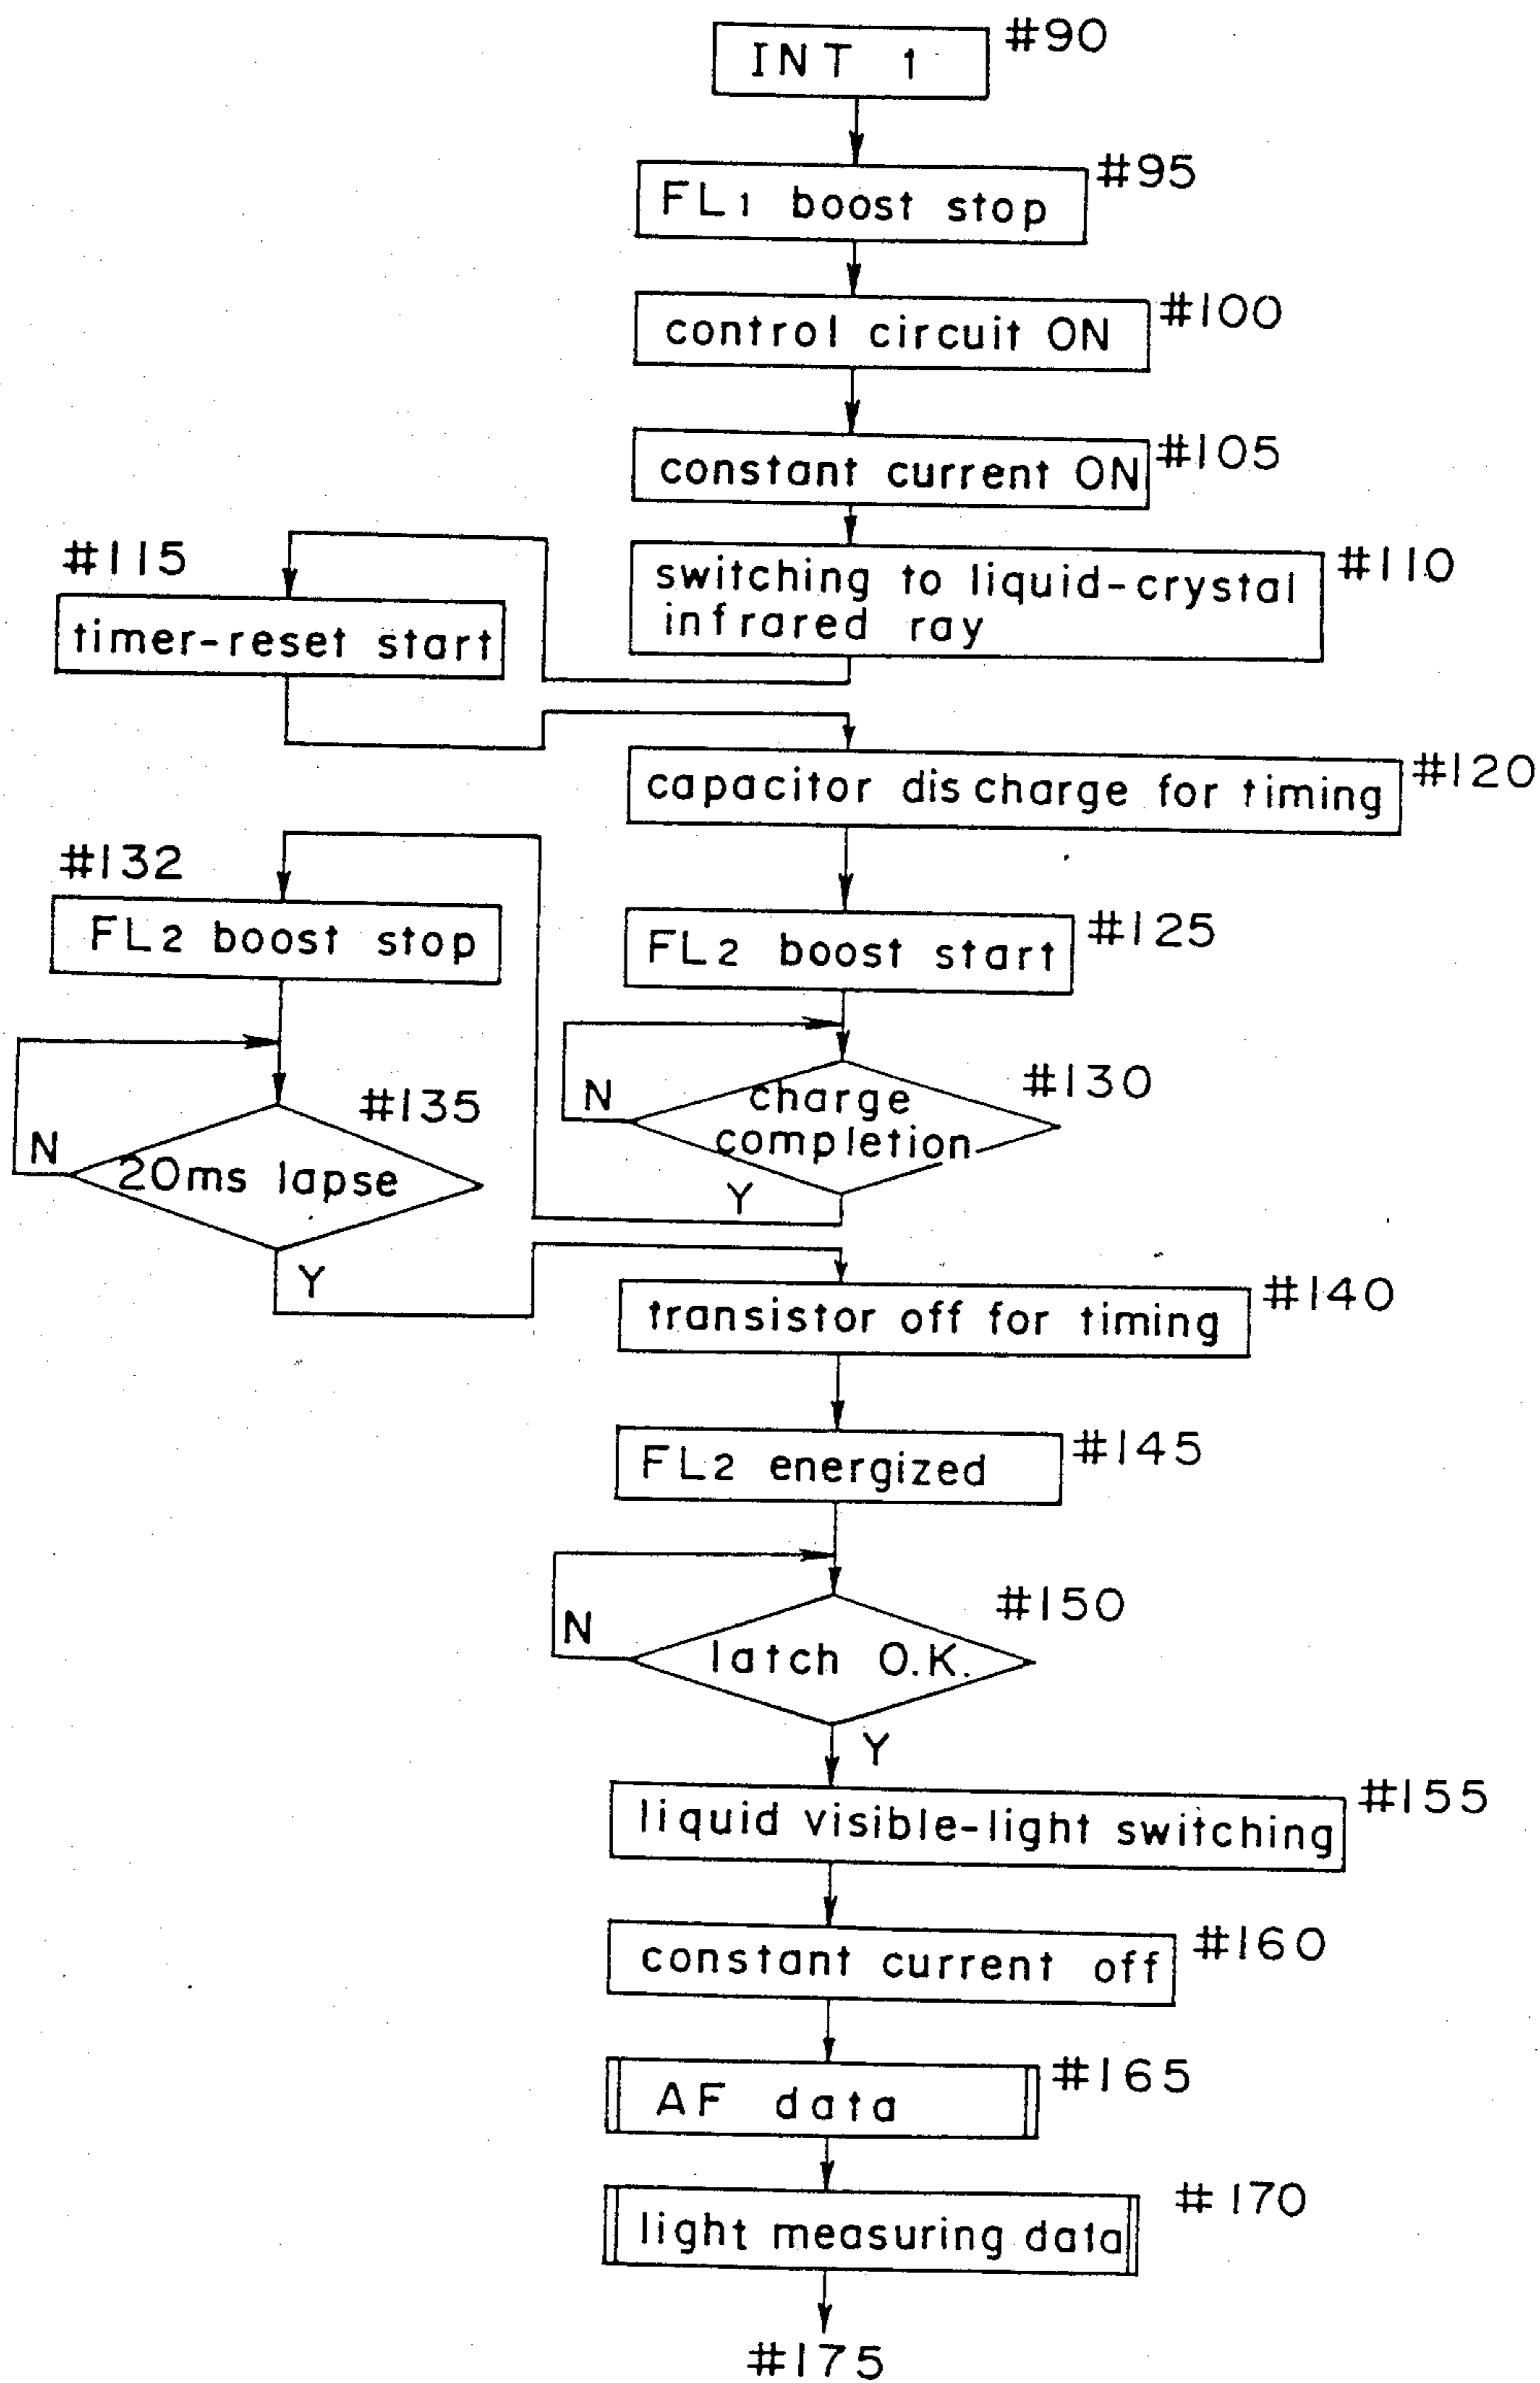 INT 1
#90
FL1 boost stop
#95
control circuit ON
#100
constant current ON
#105
switching to liquid-crystal
infrared ray
#110
#115
timer-reset start
capacitor discharge for timing
#120
#132
FL2 boost stop
FL2 boost start
#125
charge
completion
#130
N
Y
#135
20ms lapse
N
Y
transistor off for timing
#140
FL2 energized
#145
#150
latch O.K.
N
Y
liquid visible-light switching
#155
constant current off
#160
AF data
#165
light measuring data
#170
#175